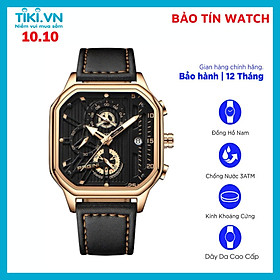 TIKI.VN
Niềm vui mua sắm
10.10
BẢO TÍN WATCH
Gian hàng chính hãng
Bảo hành | 12 Tháng
Đồng Hồ Nam
Chống Nước 3ATM
Kính Khoáng Cứng
Dây Da Cao Cấp